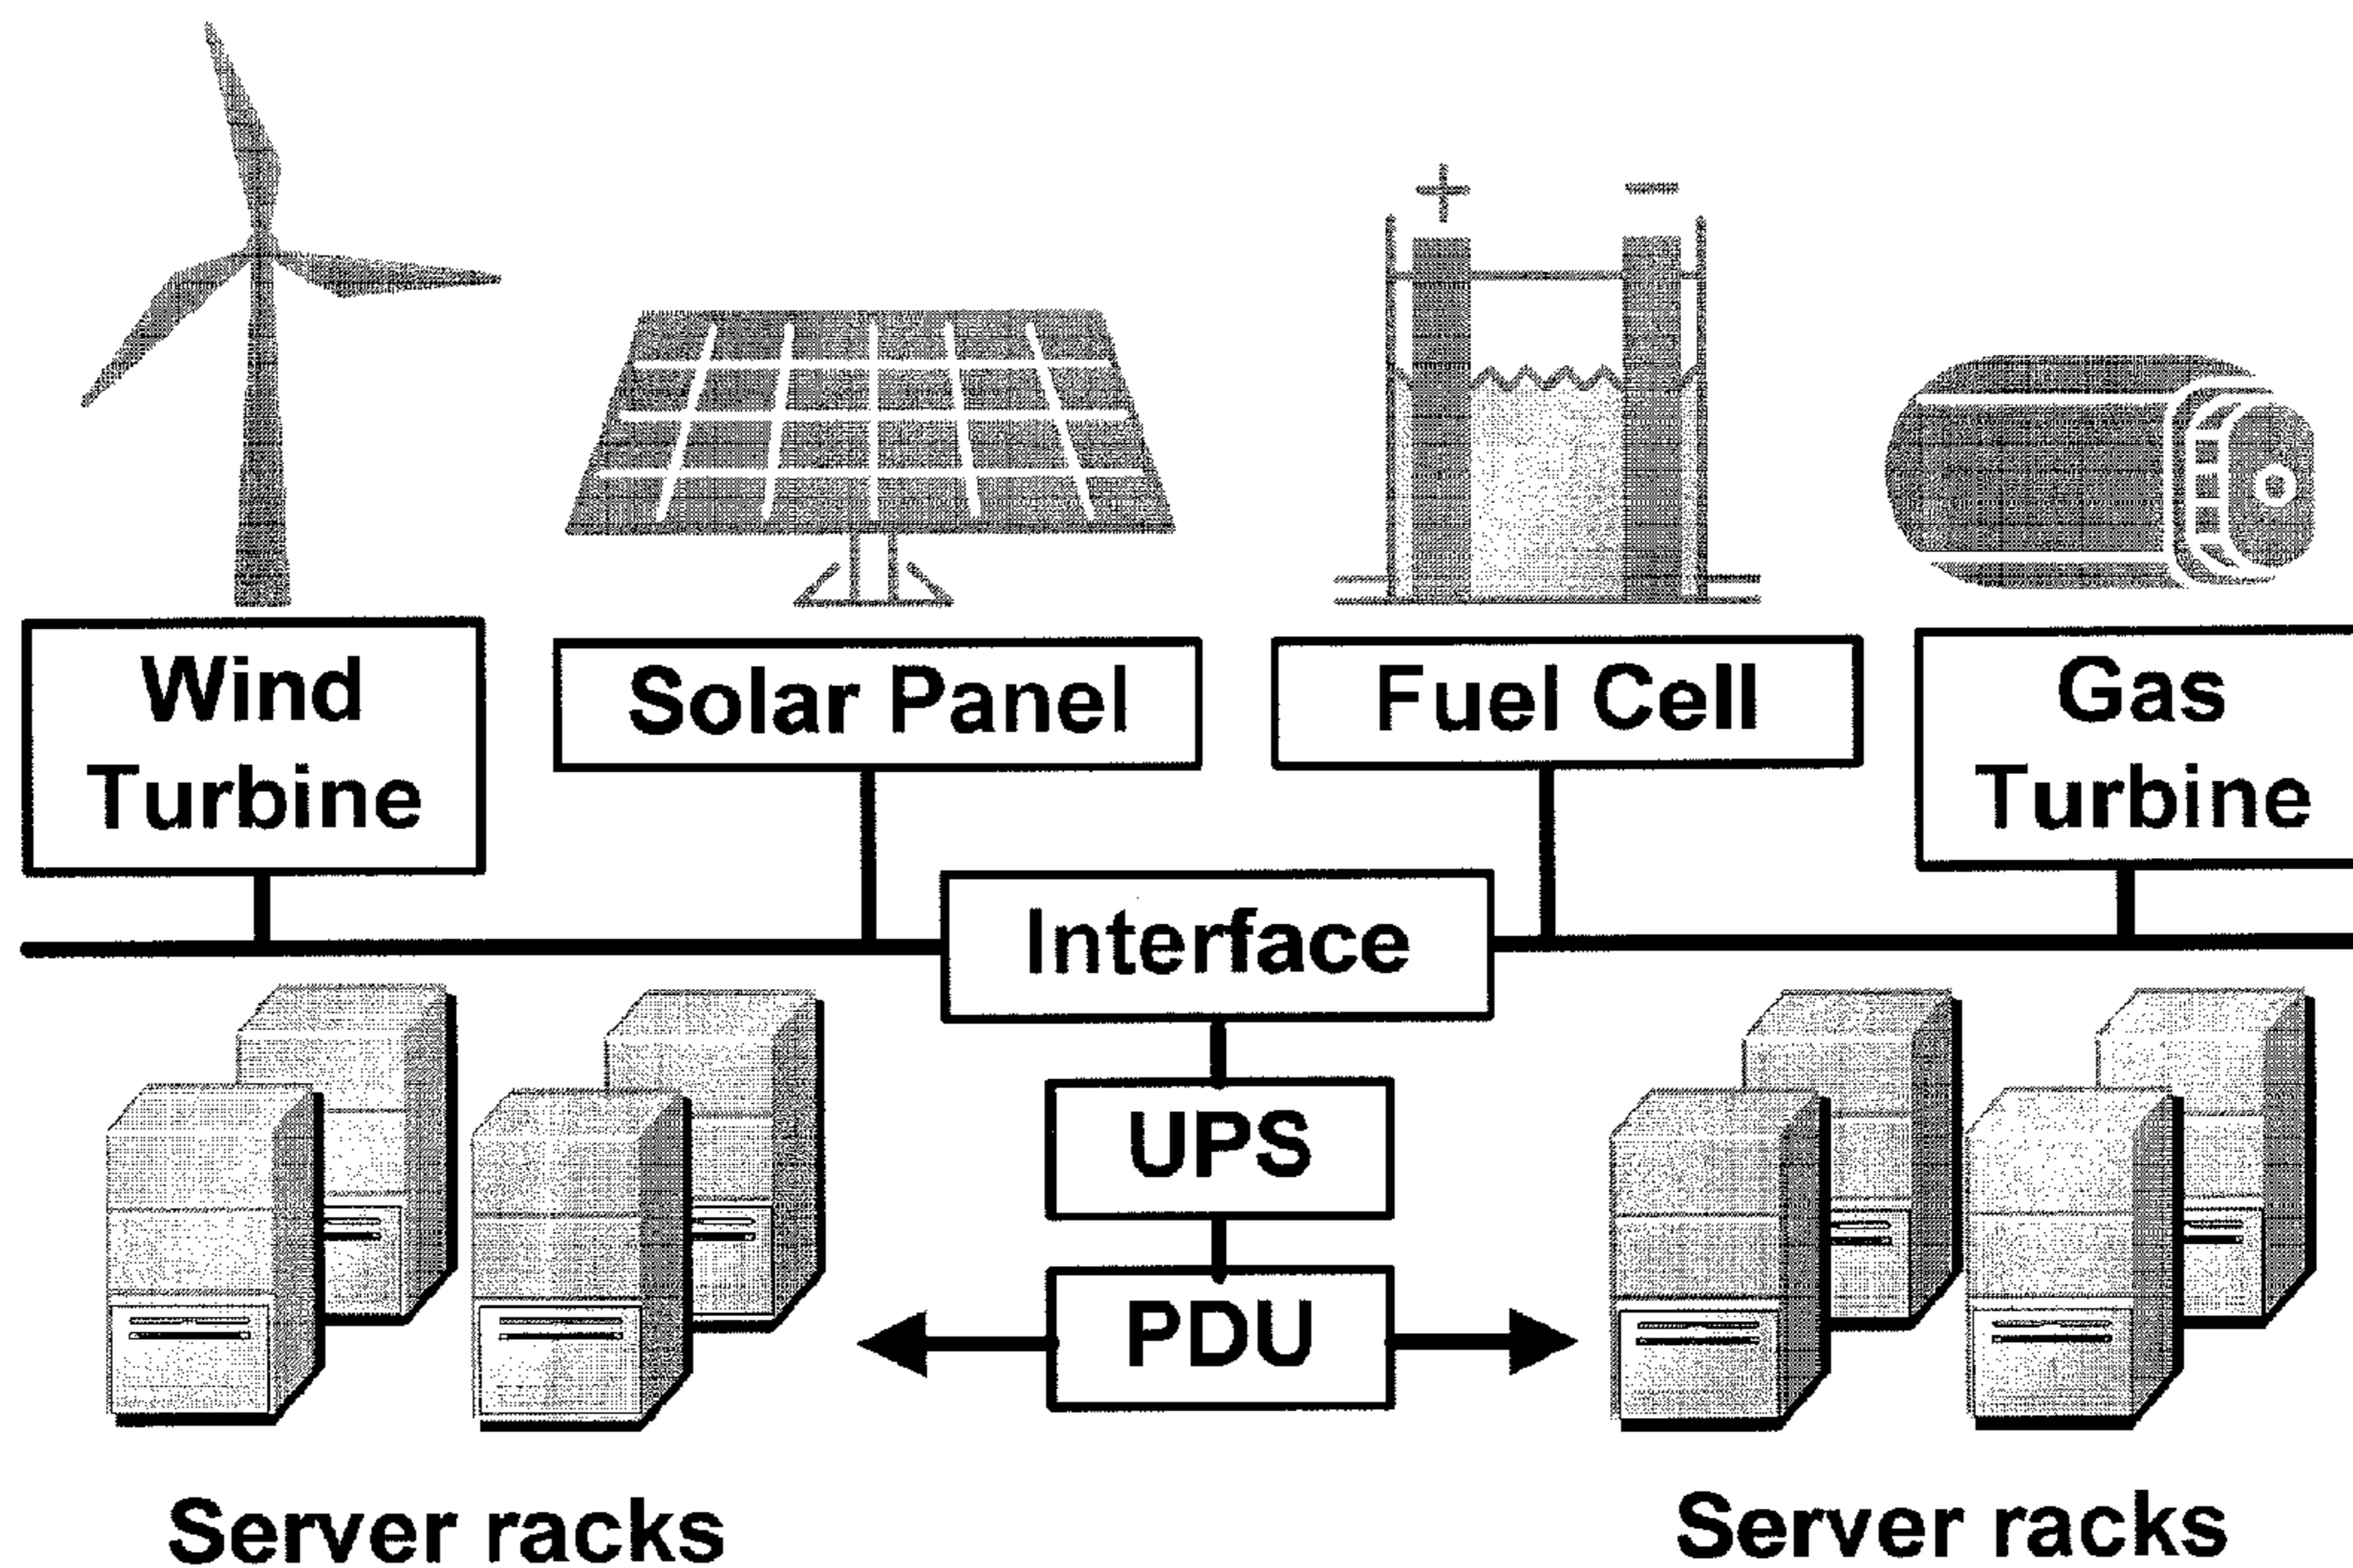 +
−
Wind
Turbine
Solar Panel
Fuel Cell
Gas
Turbine
Interface
UPS
PDU
Server racks
Server racks